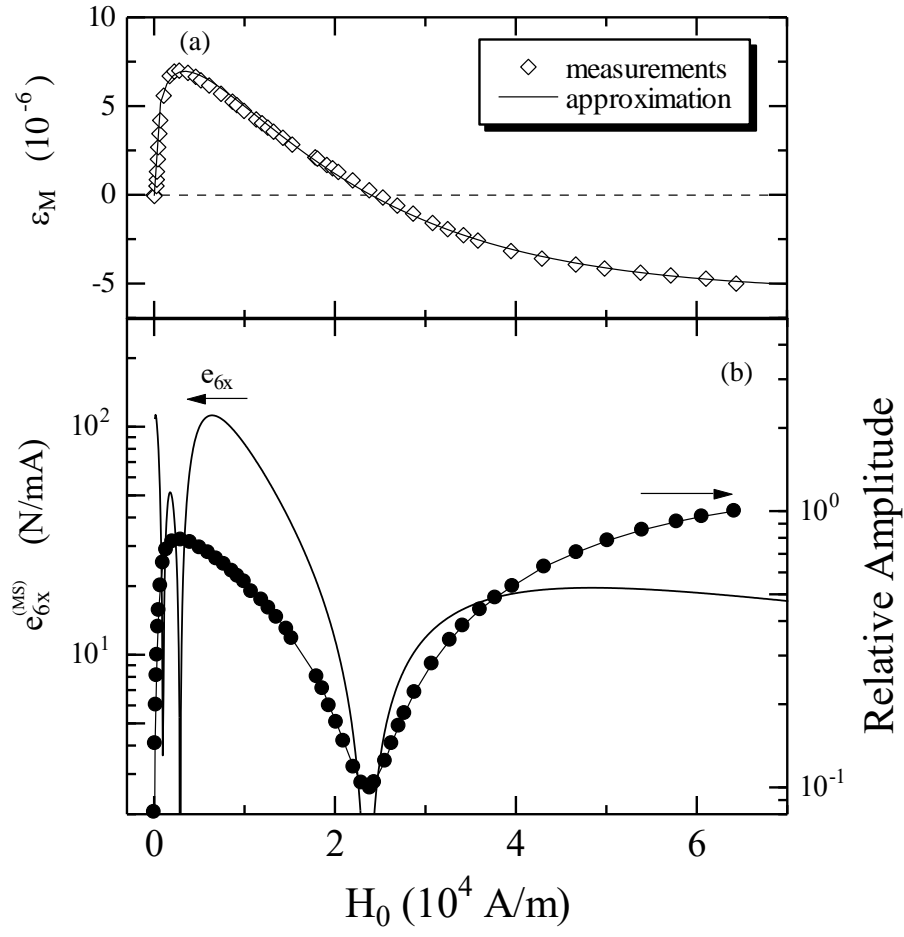 10
(a)
measurements
approximation
5
0
-5
ε_M (10^-6)
e_6x
(b)
10^2
10^1
10^0
10^-1
e_6x^(MS) (N/mA)
Relative Amplitude
0
2
4
6
H_0 (10^4 A/m)